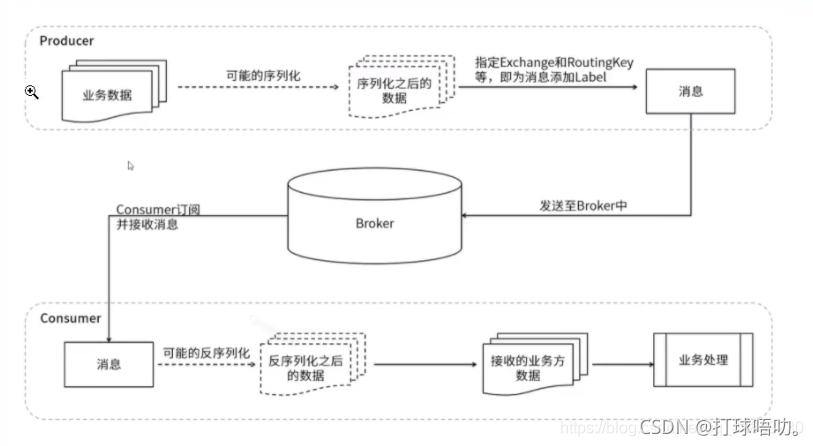 Producer
业务数据
可能的序列化
序列化之后的
数据
指定Exchange和RoutingKey
等，即为消息添加Label
消息
Consumer订阅
并接收消息
Broker
发送至Broker中
Consumer
消息
可能的反序列化
反序列化之后
的数据
接收的业务方
数据
业务处理
https://blog.
CSDN @打球唔叻。